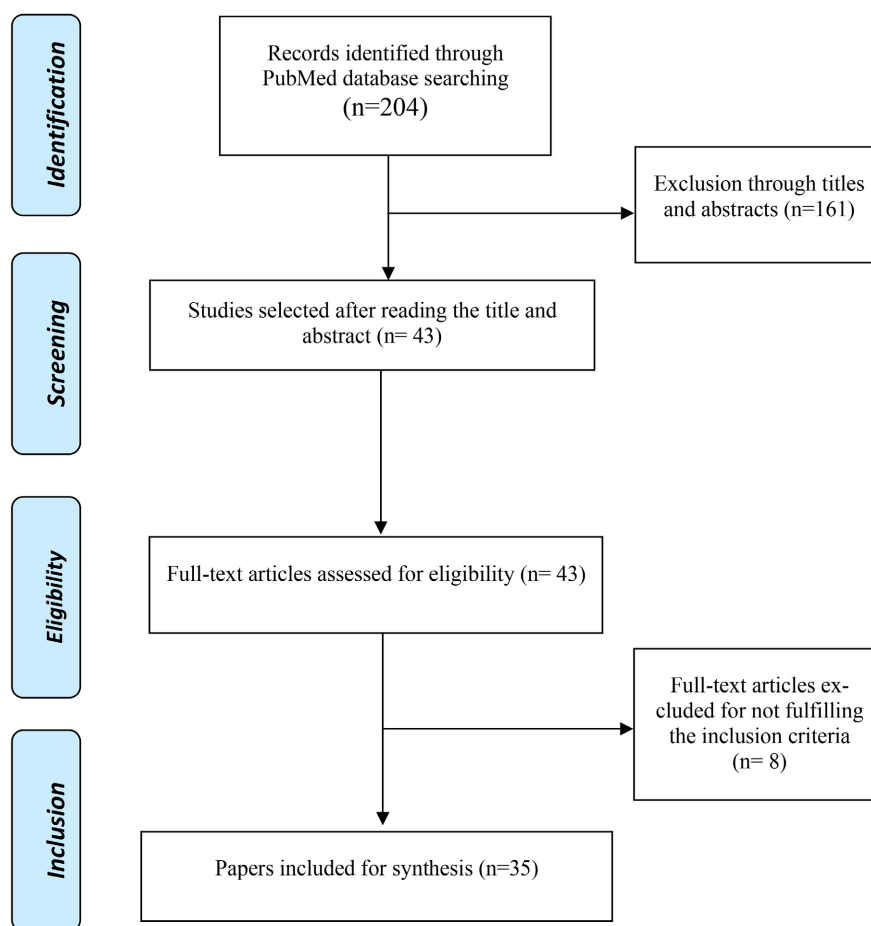 Identification
Records identified through
PubMed database searching
(n=204)
Exclusion through titles
and abstracts (n=161)
Screening
Studies selected after reading the title and
abstract (n= 43)
Eligibility
Full-text articles assessed for eligibility (n= 43)
Full-text articles ex-
cluded for not fulfilling
the inclusion criteria
(n= 8)
Inclusion
Papers included for synthesis (n=35)